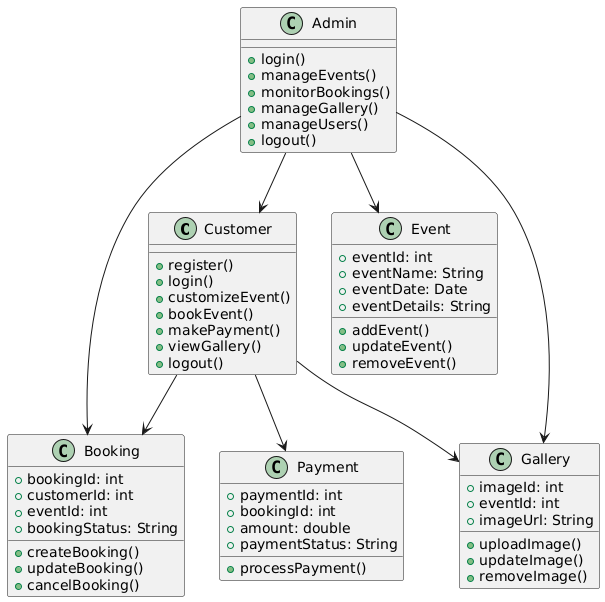 C Admin
login()
manageEvents()
monitorBookings()
manageGallery()
manageUsers()
logout()
C Customer
register()
login()
customizeEvent()
bookEvent()
makePayment()
viewGallery()
logout()
C Event
eventId: int
eventName: String
eventDate: Date
eventDetails: String
addEvent()
updateEvent()
removeEvent()
C Booking
bookingId: int
customerId: int
eventId: int
bookingStatus: String
createBooking()
updateBooking()
cancelBooking()
C Payment
paymentId: int
bookingId: int
amount: double
paymentStatus: String
processPayment()
C Gallery
imageId: int
eventId: int
imageUrl: String
uploadImage()
updateImage()
removeImage()